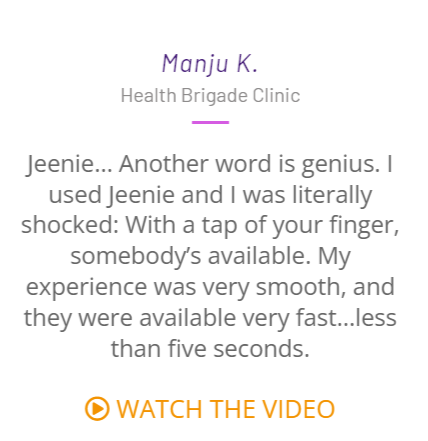 Manju K.
Health Brigade Clinic
Jeenie... Another word is genius. I
used Jeenie and I was literally
shocked: With a tap of your finger,
somebody’s available. My
experience was very smooth, and
they were available very fast...less
than five seconds.
WATCH THE VIDEO